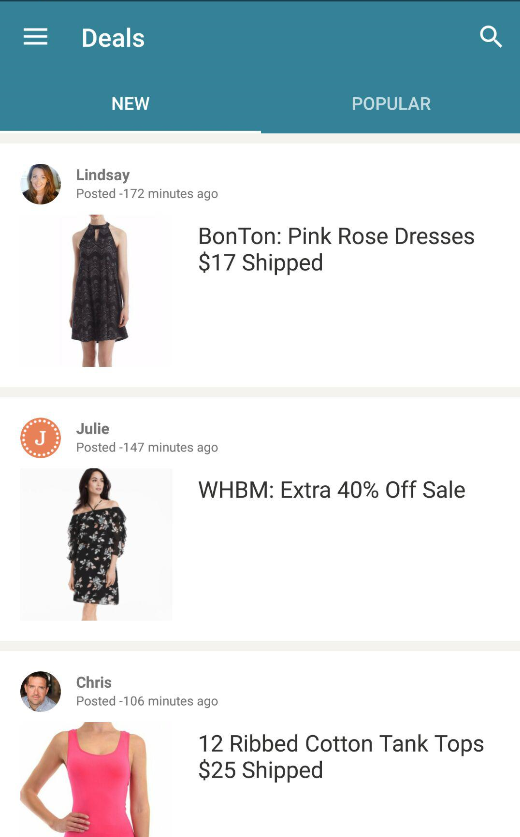 Deals
NEW
POPULAR
Lindsay
Posted -172 minutes ago
BonTon: Pink Rose Dresses
$17 Shipped
J
Julie
Posted -147 minutes ago
WHBM: Extra 40% Off Sale
Chris
Posted -106 minutes ago
12 Ribbed Cotton Tank Tops
$25 Shipped